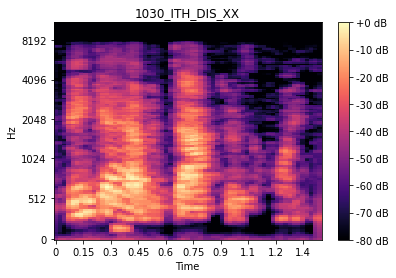 1030_ITH_DIS_XX
8192
4096
2048
1024
512
0
Hz
0 0.15 0.3 0.45 0.6 0.75 0.9 1.1 1.2 1.4
Time
+0 dB
-10 dB
-20 dB
-30 dB
-40 dB
-50 dB
-60 dB
-70 dB
-80 dB